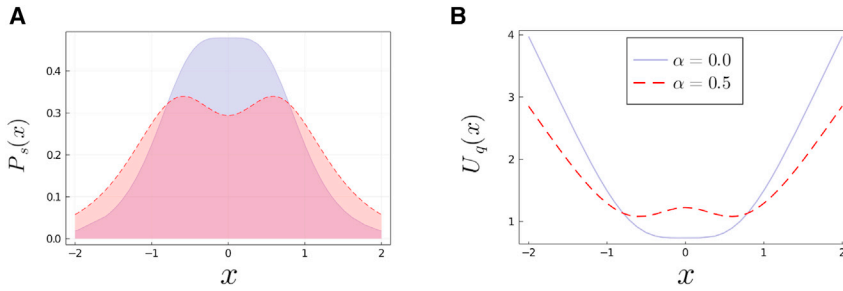 A
P_s(x)
0.4
0.3
0.2
0.1
0.0
−2 −1 0 1 2
x
B
U_q(x)
4
3
2
1
α = 0.0
α = 0.5
−2 −1 0 1 2
x